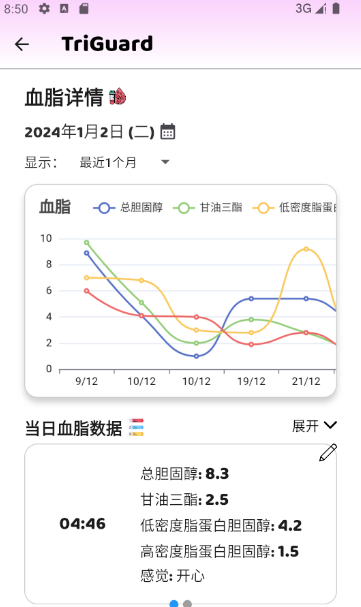 8:50
3G
TriGuard
血脂详情
2024年1月2日 (二)
显示: 最近1个月
血脂 总胆固醇 甘油三酯 低密度脂蛋白
10
8
6
4
2
0
9/12 10/12 10/12 19/12 21/12
当日血脂数据 展开
总胆固醇: 8.3
甘油三酯: 2.5
04:46
低密度脂蛋白胆固醇: 4.2
高密度脂蛋白胆固醇: 1.5
感觉: 开心